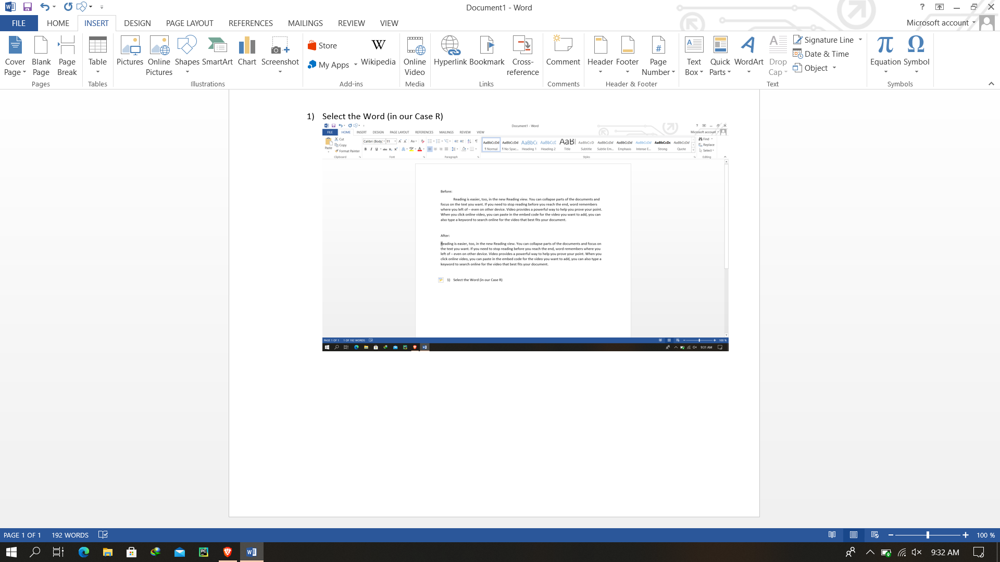 Document1 - Word
?
FILE HOME INSERT DESIGN PAGE LAYOUT REFERENCES MAILINGS REVIEW VIEW Microsoft account
Cover Page
Blank Page
Page Break
Table
Pictures
Online Pictures
Shapes
SmartArt
Chart
Screenshot
Store
My Apps
W Wikipedia
Online Video
Hyperlink
Bookmark
Cross-reference
Comment
Header
Footer
# Page Number
A Text Box
Quick Parts
A WordArt
A Drop Cap
Signature Line
Date & Time
Object
π Equation
Ω Symbol
Pages Tables Illustrations Add-ins Media Links Comments Header & Footer Text Symbols
1) Select the Word (in our Case R)
Document1 - Word
?
FILE HOME INSERT DESIGN PAGE LAYOUT REFERENCES MAILINGS REVIEW VIEW Microsoft account
Paste
Cut
Copy
Format Painter
Calibri (Body) 11
AaBbCcDd AaBbCcDd AaBbCc AaBbCcC AaBl AaBbCcD AaBbCcDd AaBbCcDd AaBbCcDd AaBbCcDc AaBbCcDd
¶ Normal ¶ No Spac... Heading 1 Heading 2 Title Subtitle Subtle Em... Emphasis Intense E... Strong Quote
Find
Replace
Select
Clipboard Font Paragraph Styles Editing
Before:
Reading is easier, too, in the new Reading view. You can collapse parts of the documents and
focus on the text you want. If you need to stop reading before you reach the end, word remembers
where you left of – even on other device. Video provides a powerful way to help you prove your point.
When you click online video, you can paste in the embed code for the video you want to add, you can
also type a keyword to search online for the video that best fits your document.
After:
Reading is easier, too, in the new Reading view. You can collapse parts of the documents and focus on
the text you want. If you need to stop reading before you reach the end, word remembers where you
left of – even on other device. Video provides a powerful way to help you prove your point. When you
click online video, you can paste in the embed code for the video you want to add, you can also type a
keyword to search online for the video that best fits your document.
1) Select the Word (in our Case R)
PAGE 1 OF 1 1 OF 192 WORDS 100 %
9:31 AM
PAGE 1 OF 1 192 WORDS 100 %
9:32 AM